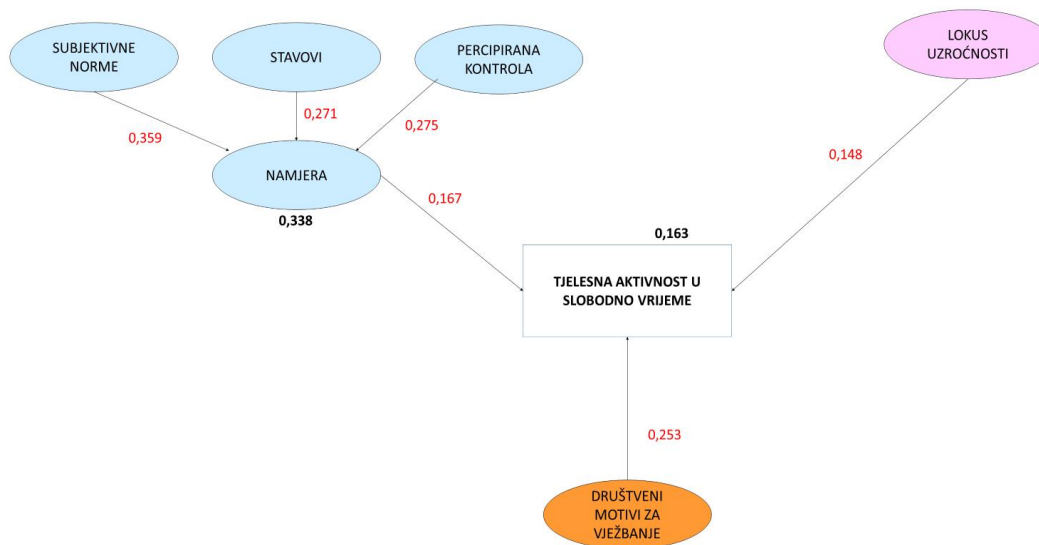 SUBJEKTIVNE
NORME
STAVOVI
PERCIPIRANA
KONTROLA
LOKUS
UZROĆNOSTI
0,359
0,271
0,275
0,148
NAMJERA
0,338
0,167
0,163
TJELESNA AKTIVNOST U
SLOBODNO VRIJEME
0,253
DRUŠTVENI
MOTIVI ZA
VJEŽBANJE